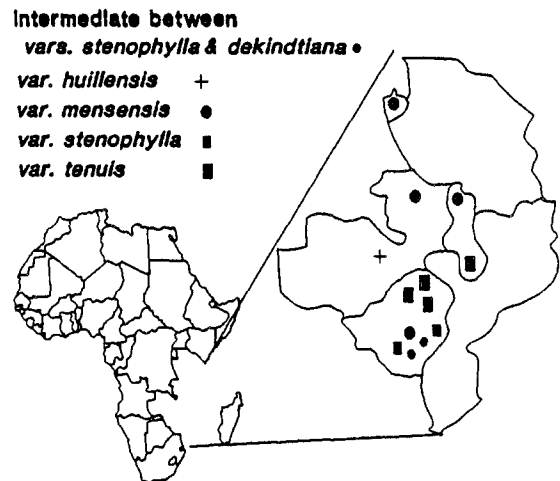 Intermediate between
vars. stenophylla & dekindtiana
var. huillensis
var. mensensis
var. stenophylla
var. tenuis